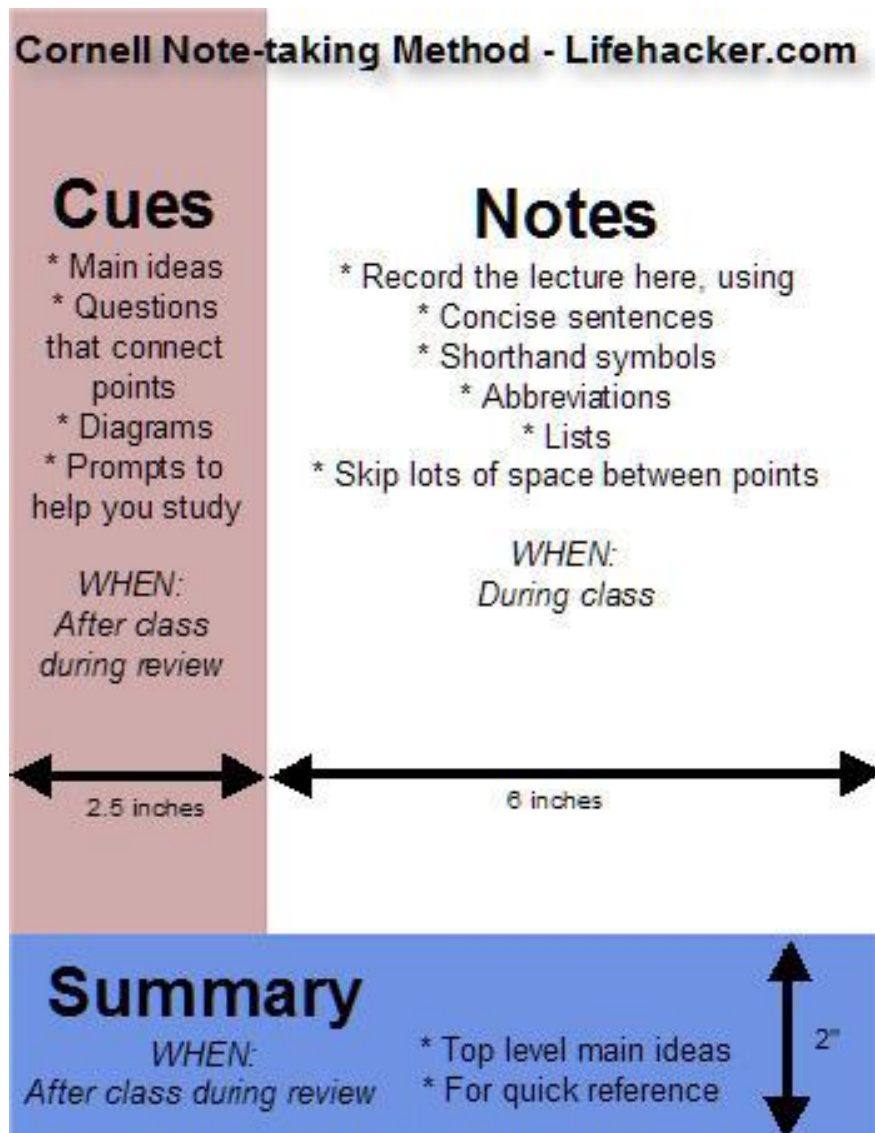 Cornell Note-taking Method - Lifehacker.com
Cues
* Main ideas
* Questions
that connect
points
* Diagrams
* Prompts to
help you study
WHEN:
After class
during review
2.5 inches
Notes
* Record the lecture here, using
* Concise sentences
* Shorthand symbols
* Abbreviations
* Lists
* Skip lots of space between points
WHEN:
During class
6 inches
Summary
WHEN:
After class during review
* Top level main ideas
* For quick reference
2"